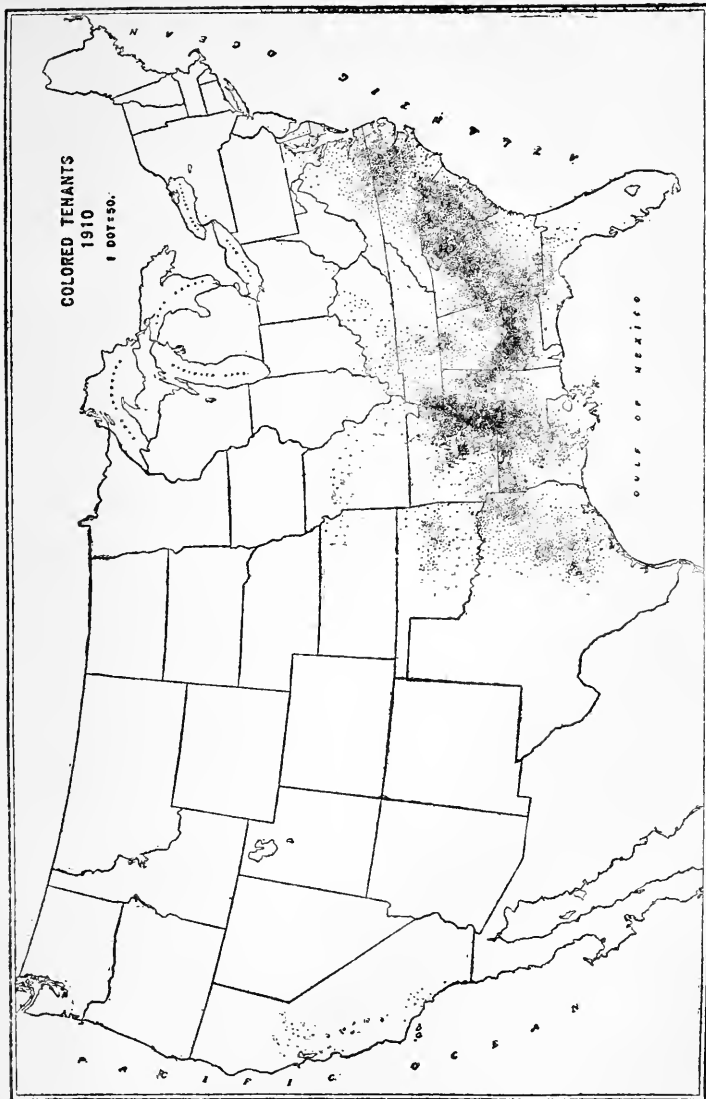 COLORED TENANTS
1910
1 DOT=50.
ATLANTIC OCEAN
GULF OF MEXICO
PACIFIC OCEAN